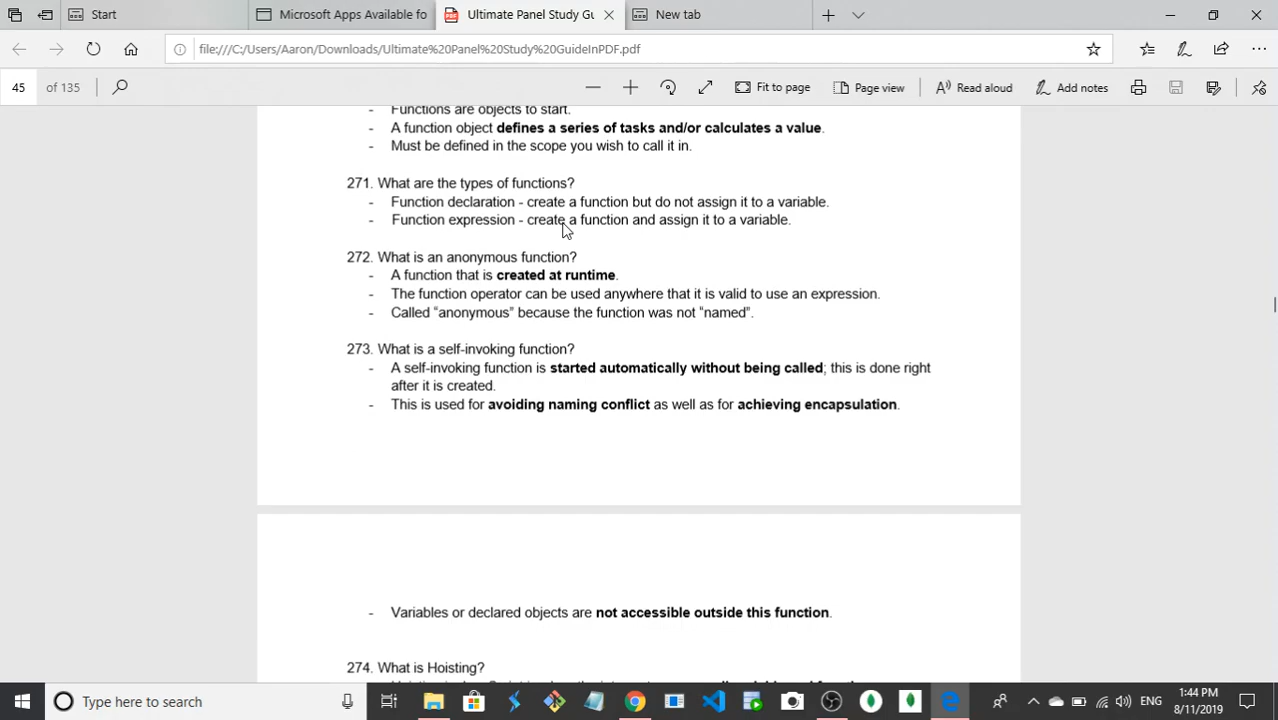 Start
Microsoft Apps Available fo
Ultimate Panel Study Gu
New tab
file:///C:/Users/Aaron/Downloads/Ultimate%20Panel%20Study%20GuideInPDF.pdf
45 of 135
Fit to page
Page view
Read aloud
Add notes
- Functions are objects to start.
- A function object defines a series of tasks and/or calculates a value.
- Must be defined in the scope you wish to call it in.
271. What are the types of functions?
- Function declaration - create a function but do not assign it to a variable.
- Function expression - create a function and assign it to a variable.
272. What is an anonymous function?
- A function that is created at runtime.
- The function operator can be used anywhere that it is valid to use an expression.
- Called “anonymous” because the function was not “named”.
273. What is a self-invoking function?
- A self-invoking function is started automatically without being called; this is done right
after it is created.
- This is used for avoiding naming conflict as well as for achieving encapsulation.
- Variables or declared objects are not accessible outside this function.
274. What is Hoisting?
Type here to search
ENG
1:44 PM
8/11/2019